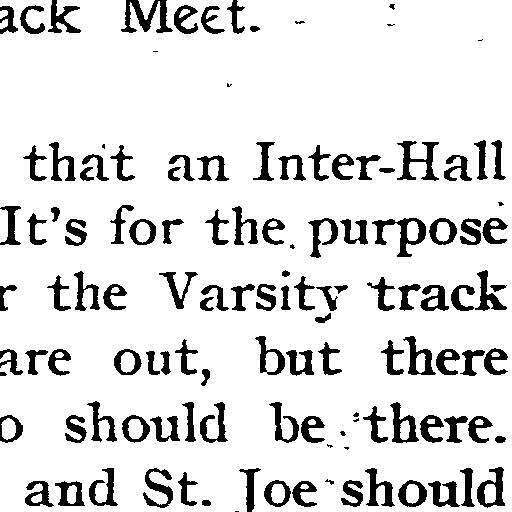 ack Meet.
that an Inter-Hall
It's for the purpose
r the Varsity track
are out, but there
o should be there.
and St. Joe should